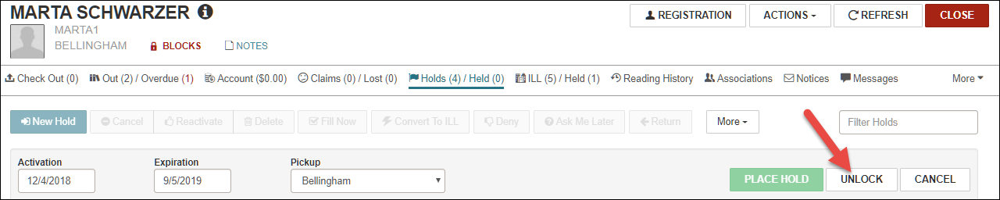 MARTA SCHWARZER
REGISTRATION ACTIONS REFRESH CLOSE
MARTA1
BELLINGHAM BLOCKS NOTES
Check Out (0) Out (2) / Overdue (1) Account ($0.00) Claims (0) / Lost (0) Holds (4) / Held (0) ILL (5) / Held (1) Reading History Associations Notices Messages More
New Hold Cancel Reactivate Delete Fill Now Convert To ILL Deny Ask Me Later Return More Filter Holds
Activation Expiration Pickup
12/4/2018 9/5/2019 Bellingham PLACE HOLD UNLOCK CANCEL